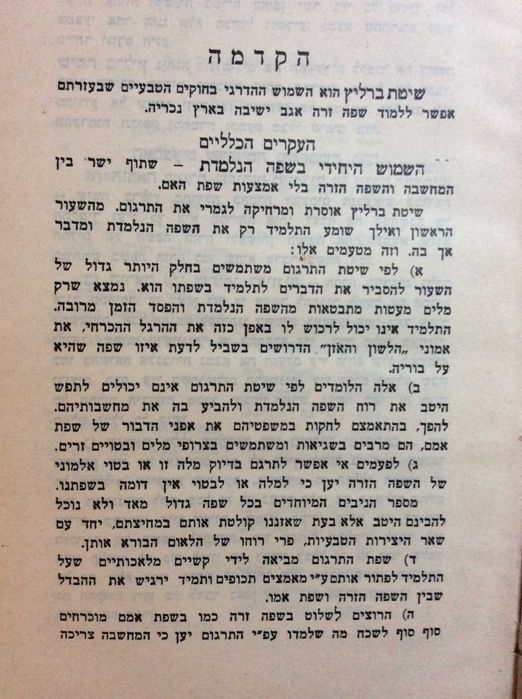 הקדמה
שיטת ברליץ הוא השמוש ההדרגי בחוקים הטבעיים שבעזרתם
אפשר ללמוד שפה זרה אגב ישיבה בארץ נכריה.
העקרים הכלליים
השמוש היחידי בשפה הנלמדת – שתוף ישר בין
המחשבה והשפה הזרה בלי אמצעות שפת האם.
שיטת ברליץ אוסרת ומרחיקה לגמרי את התרגום. מהשעור
הראשון ואילך שומע התלמיד רק את השפה הנלמדת ומדבר
אך בה. וזה מטעמים אלו:
א) לפי שיטת התרגום משתמשים בחלק היותר גדול של
השעור להסביר את הדברים לתלמיד בשפתו הוא. נמצא שרק
מלים מעטות מתבטאות מהשפה הנלמדת והפסד הזמן מרובה.
התלמיד אינו יכול לרכוש לו באפן כזה את ההרגל ההכרחי, את
אמוני „הלשון והאזן" הדרושים בשביל לדעת איזו שפה שהיא
על בוריה.
ב) אלה הלומדים לפי שיטת התרגום אינם יכולים לתפש
היטב את רוח השפה הנלמדת ולהביע בה את מחשבותיהם.
להפך, בהתאמצם לחקות במשפטיהם את אפני הדבור של שפת
אמם, הם מרבים בשגיאות ומשתמשים בצרופי מלים ובטויים זרים.
ג) לפעמים אי אפשר לתרגם בדיוק מלה זו או בטוי אלמוני
של השפה הזרה יען כי למלה או לבטוי אין דומה בשפתנו.
מספר הניבים המיוחדים בכל שפה גדול מאד ולא נוכל
להבינם היטב אלא בעת שאזננו קולטת אותם במחיצתם, יחד עם
שאר היצירות הטבעיות, פרי רוחו של הלאום הבורא אותן.
ד) שפת התרגום מביאה לידי קשיים מלאכותיים שעל
התלמיד לפתור אותם ע"י מאמצים תכופים ותמיד ירגיש את ההבדל
שבין השפה הזרה ושפת אמו.
ה) הרוצים לשלוט בשפה זרה כמו בשפת אמם מוכרחים
סוף סוף לשכח מה שלמדו עפ"י התרגום יען כי המחשבה צריכה